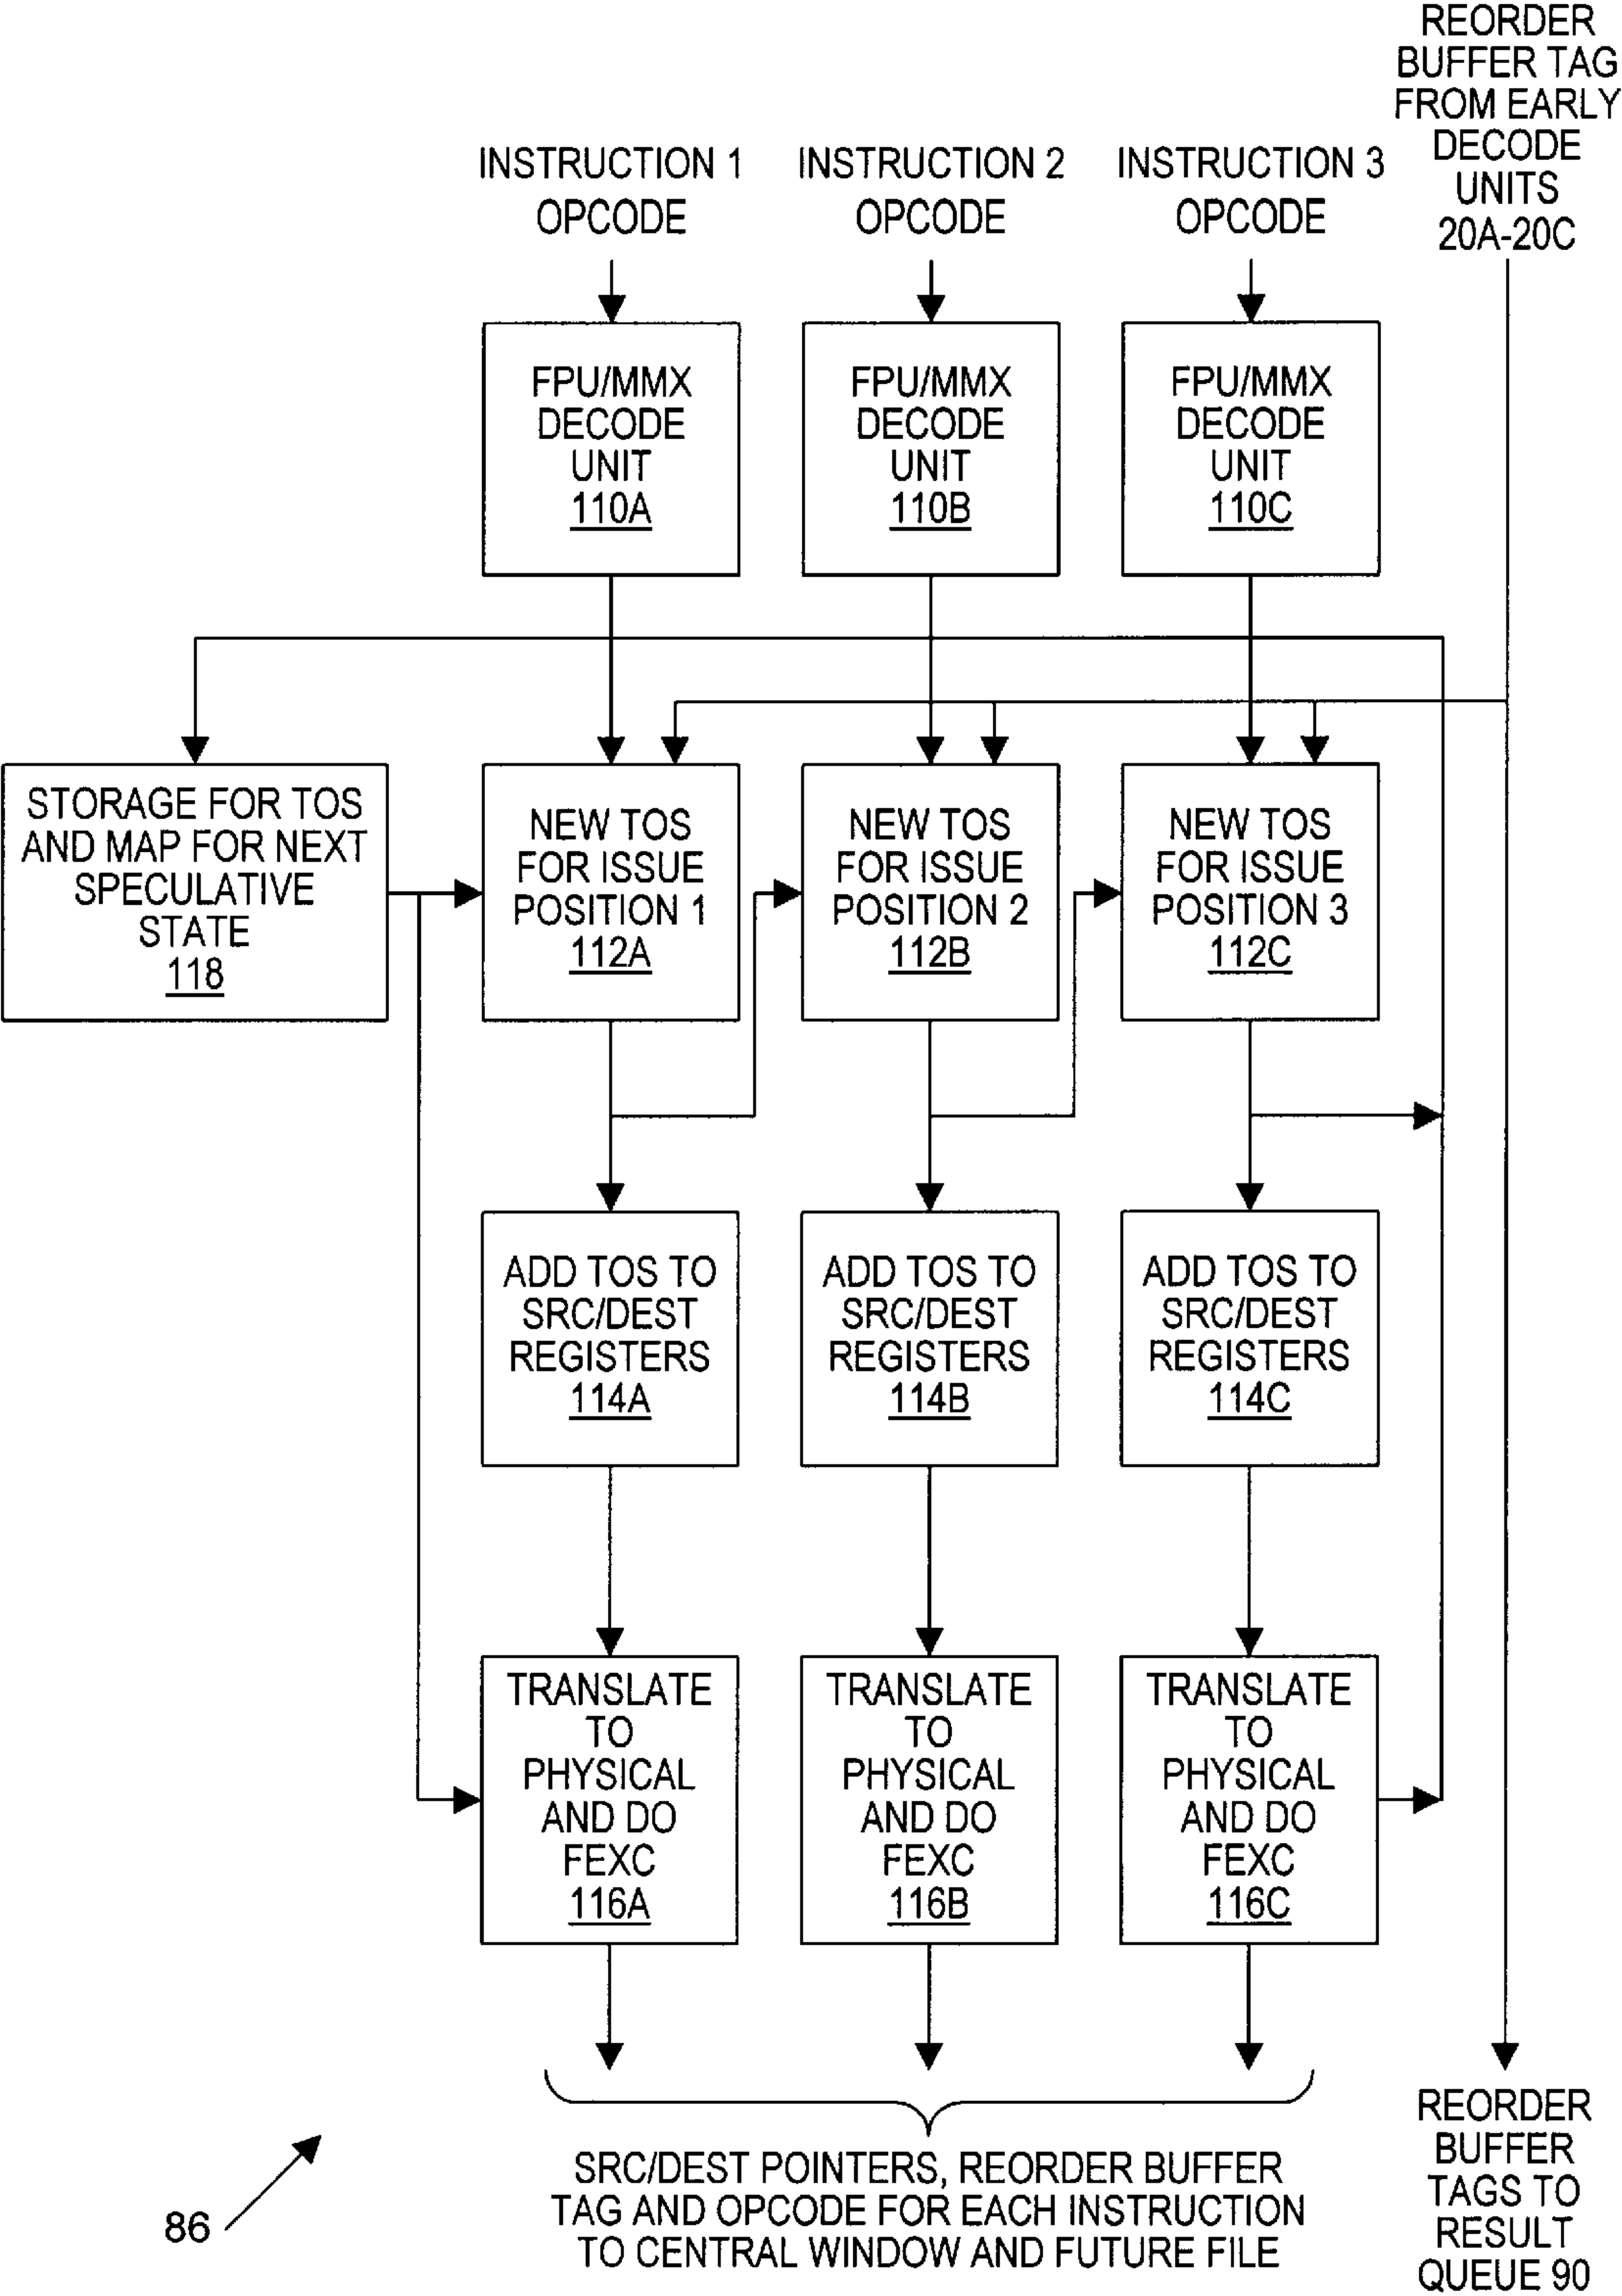 REORDER
BUFFER TAG
FROM EARLY
DECODE
UNITS
20A-20C
INSTRUCTION 1
OPCODE
INSTRUCTION 2
OPCODE
INSTRUCTION 3
OPCODE
FPU/MMX
DECODE
UNIT
110A
FPU/MMX
DECODE
UNIT
110B
FPU/MMX
DECODE
UNIT
110C
STORAGE FOR TOS
AND MAP FOR NEXT
SPECULATIVE
STATE
118
NEW TOS
FOR ISSUE
POSITION 1
112A
NEW TOS
FOR ISSUE
POSITION 2
112B
NEW TOS
FOR ISSUE
POSITION 3
112C
ADD TOS TO
SRC/DEST
REGISTERS
114A
ADD TOS TO
SRC/DEST
REGISTERS
114B
ADD TOS TO
SRC/DEST
REGISTERS
114C
TRANSLATE
TO
PHYSICAL
AND DO
FEXC
116A
TRANSLATE
TO
PHYSICAL
AND DO
FEXC
116B
TRANSLATE
TO
PHYSICAL
AND DO
FEXC
116C
SRC/DEST POINTERS, REORDER BUFFER
TAG AND OPCODE FOR EACH INSTRUCTION
TO CENTRAL WINDOW AND FUTURE FILE
REORDER
BUFFER
TAGS TO
RESULT
QUEUE 90
86